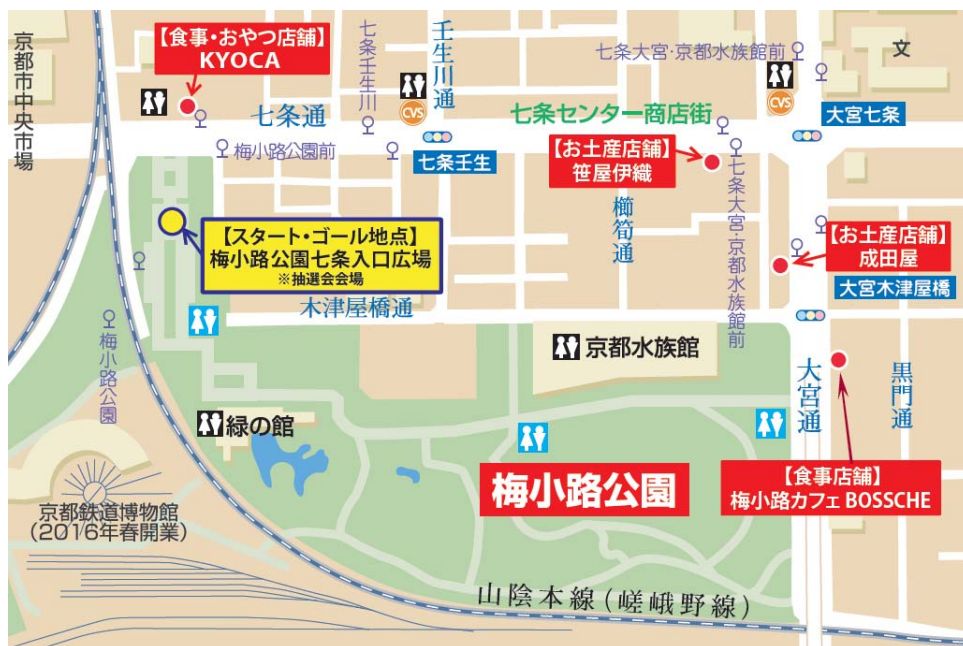 京都市中央市場
【食事・おやつ店舗】
KYOCA
七条壬生川
壬生川通
七条大宮・京都水族館前
文
CVS
CVS
七条通
七条センター商店街
大宮七条
梅小路公園前
七条壬生
【お土産店舗】
笹屋伊織
七条大宮・京都水族館前
櫛笥通
【スタート・ゴール地点】
梅小路公園七条入口広場
※抽選会会場
【お土産店舗】
成田屋
大宮木津屋橋
木津屋橋通
梅小路公園
京都水族館
大宮通
黒門通
緑の館
梅小路公園
【食事店舗】
梅小路カフェ BOSSCHE
京都鉄道博物館
(2016年春開業)
山陰本線(嵯峨野線)